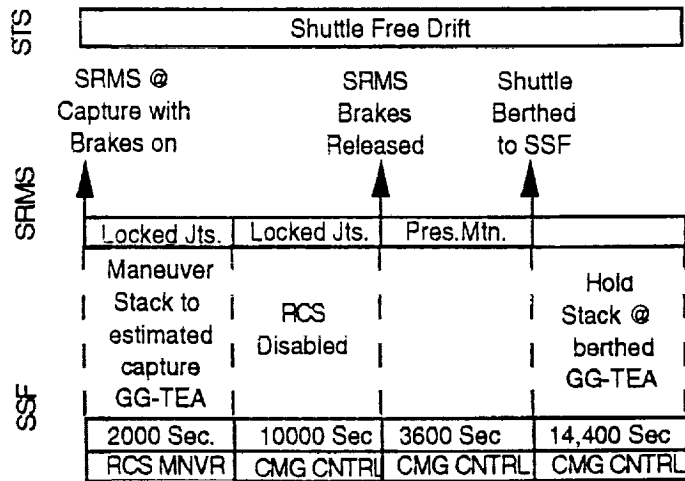 STS
Shuttle Free Drift
SRMS @
Capture with
Brakes on
SRMS
Brakes
Released
Shuttle
Berthed
to SSF
SRMS
Locked Jts.
Locked Jts.
Pres.Mtn.
Maneuver
Stack to
estimated
capture
GG-TEA
RCS
Disabled
Hold
Stack @
berthed
GG-TEA
SSF
2000 Sec.
10000 Sec
3600 Sec
14,400 Sec
RCS MNVR
CMG CNTRL
CMG CNTRL
CMG CNTRL